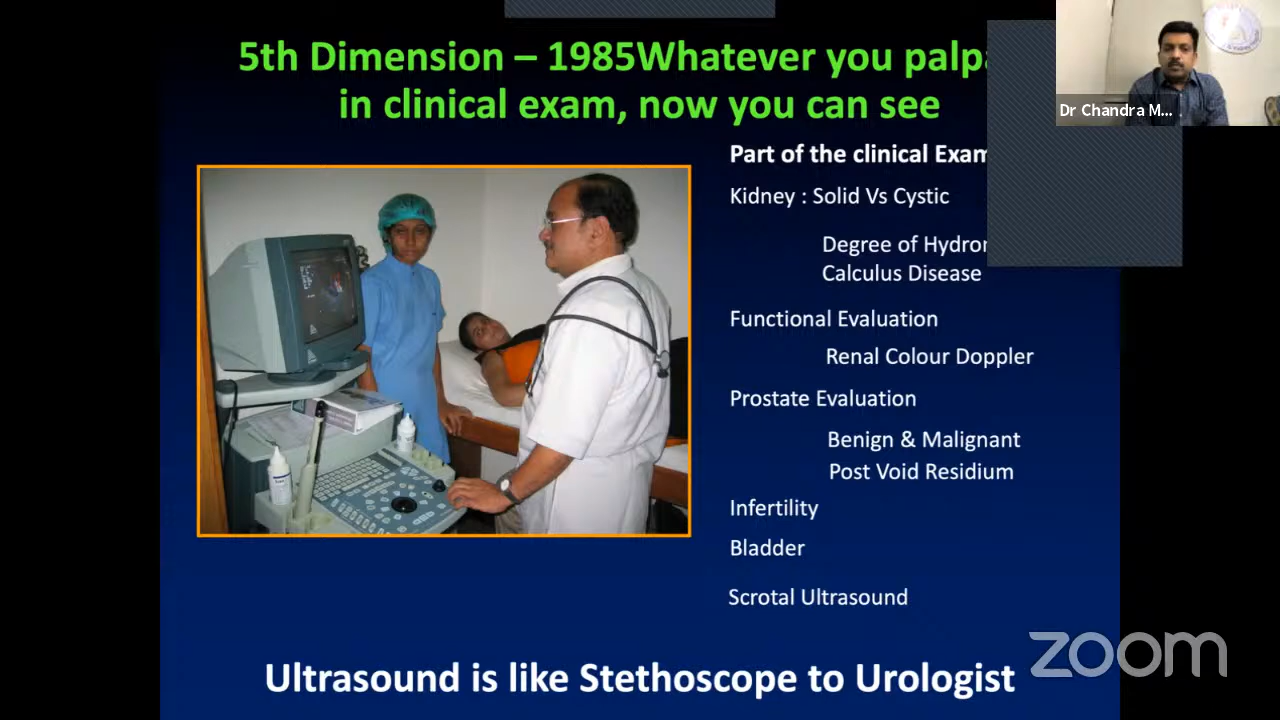 5th Dimension – 1985Whatever you
in clinical exam, now you can see
Dr Chandra M...
Part of the clinical Exam
Kidney : Solid Vs Cystic
Degree of
Calculus Disease
Functional Evaluation
Renal Colour Doppler
Prostate Evaluation
Benign & Malignant
Post Void Residium
Infertility
Bladder
Scrotal Ultrasound
zoom
Ultrasound is like Stethoscope to Urologist